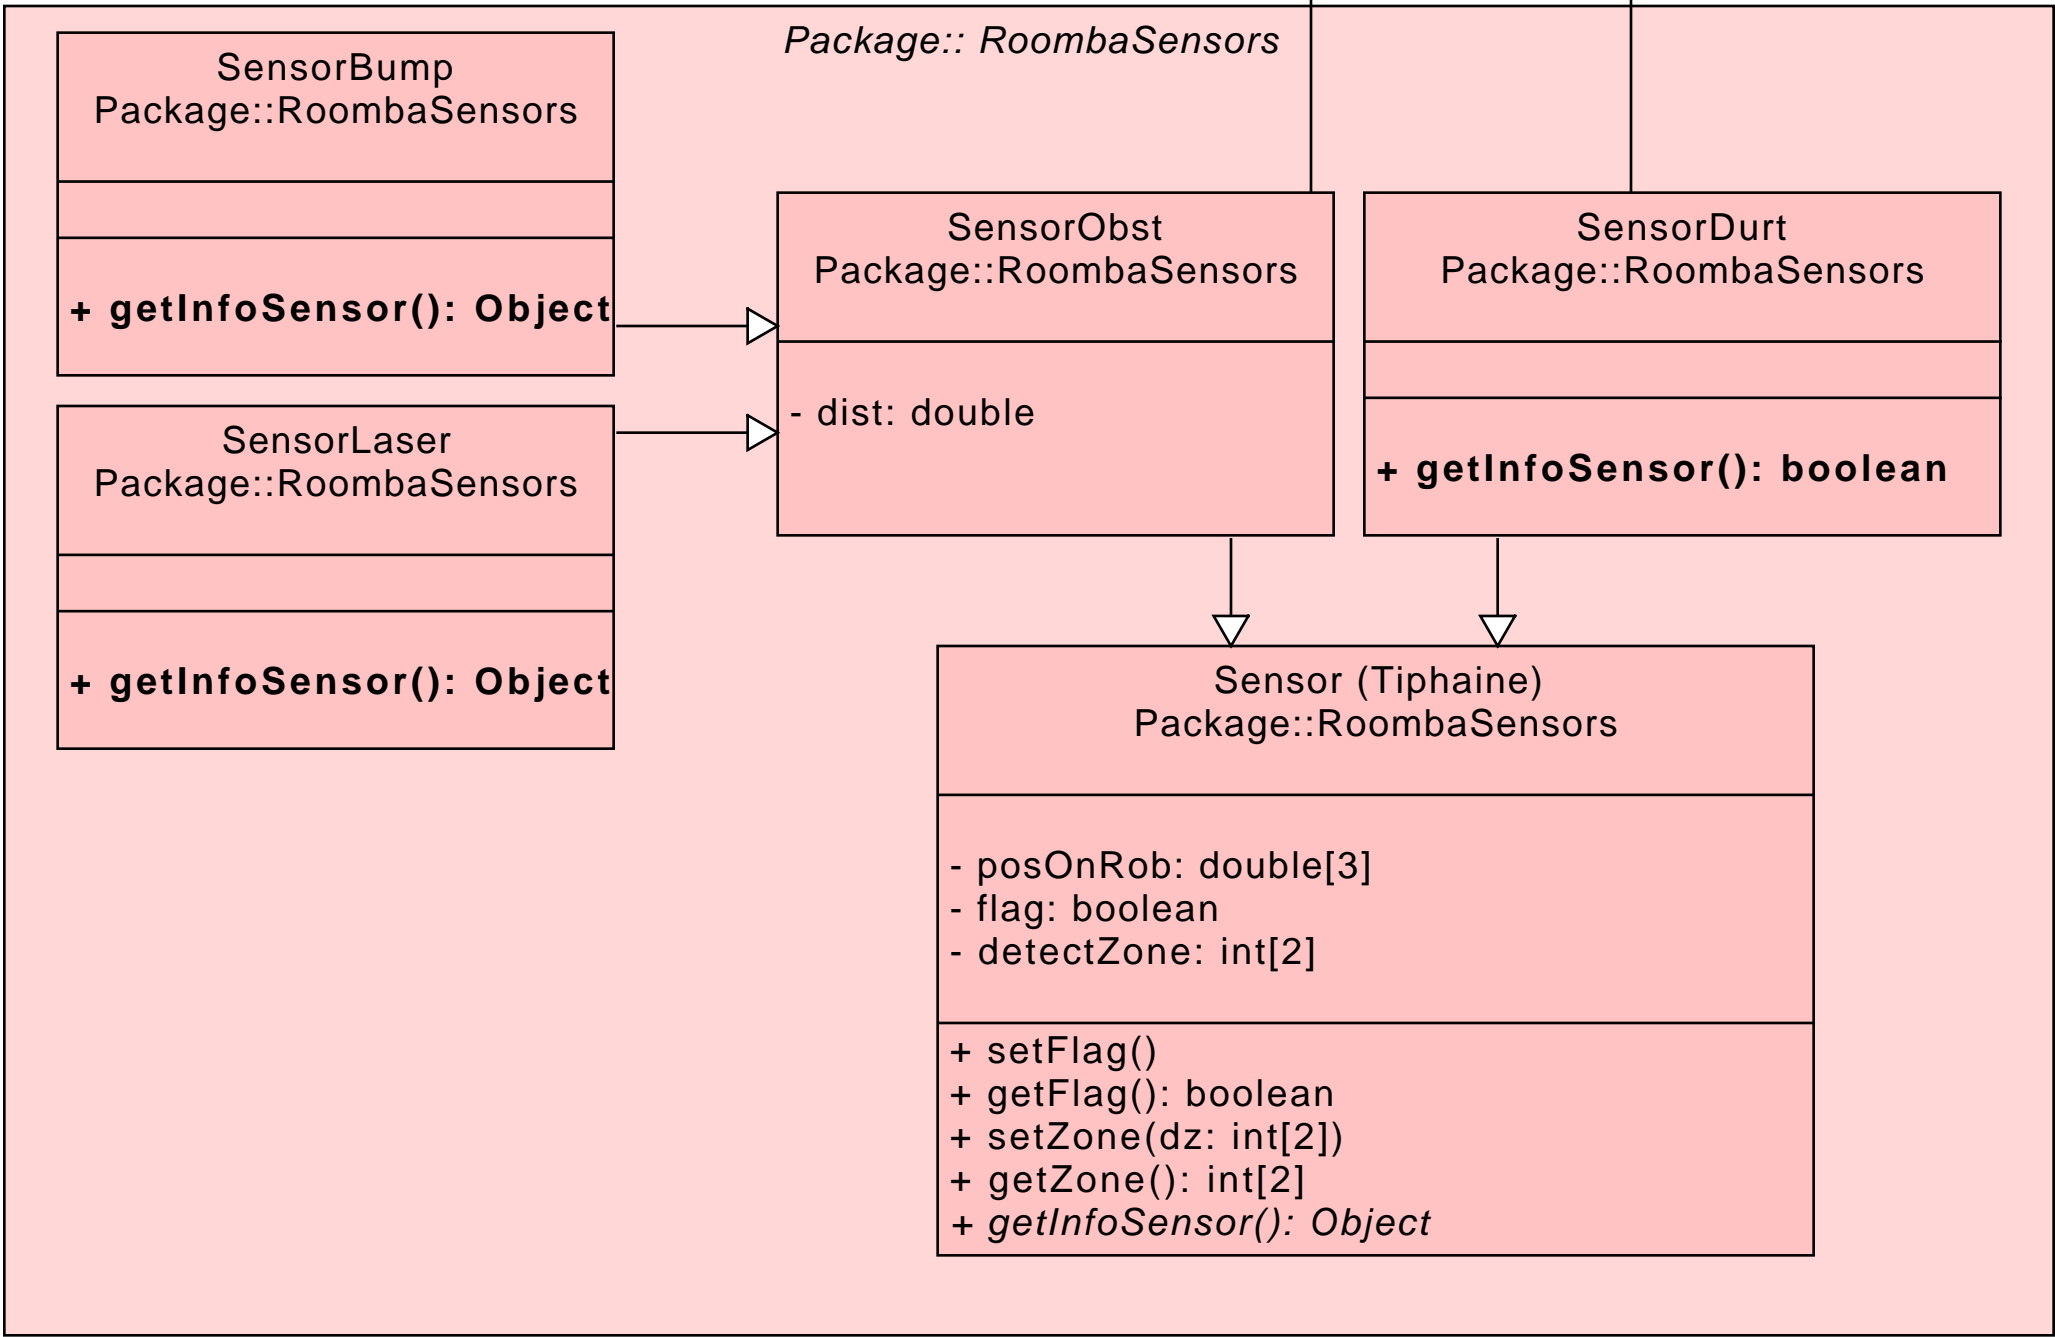 Package:: RoombaSensors
SensorBump
Package::RoombaSensors
+ getInfoSensor(): Object
SensorLaser
Package::RoombaSensors
+ getInfoSensor(): Object
SensorObst
Package::RoombaSensors
- dist: double
SensorDurt
Package::RoombaSensors
+ getInfoSensor(): boolean
Sensor (Tiphaine)
Package::RoombaSensors
- posOnRob: double[3]
- flag: boolean
- detectZone: int[2]
+ setFlag()
+ getFlag(): boolean
+ setZone(dz: int[2])
+ getZone(): int[2]
+ getInfoSensor(): Object